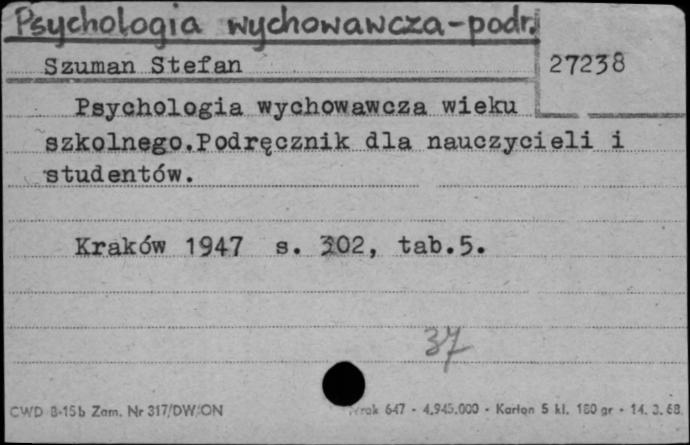 Psychologia wychowawcza-podr.
Szuman Stefan
27238
Psychologia wychowawcza wieku
szkolnego.Podręcznik dla nauczycieli i
studentów.
Kraków 1947 s. 302, tab.5.
37
CWD B-15b Zam. Nr 317/DW/ON
647 - 4.945.000 - Karton 5 kl. 180 gr - 14. 3. 68.